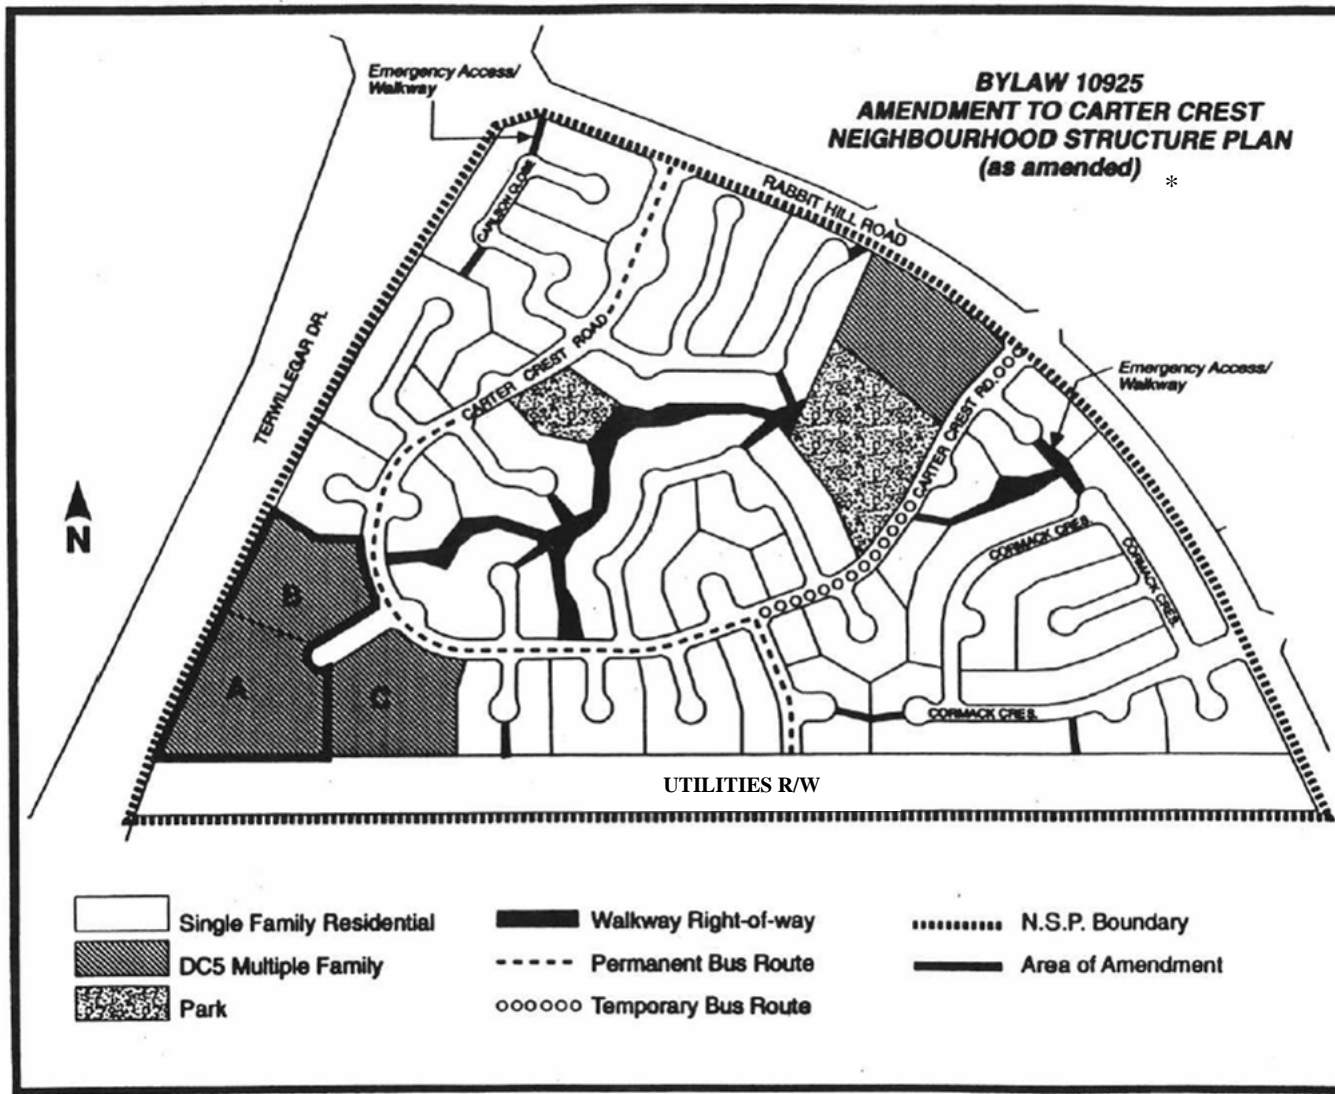 BYLAW 10925
AMENDMENT TO CARTER CREST
NEIGHBOURHOOD STRUCTURE PLAN
(as amended) *
Emergency Access/
Walkway
RABBIT HILL ROAD
CARLSON CLOSE
TERWILLEGAR DR.
CARTER CREST ROAD
Emergency Access/
Walkway
CARTER CREST RD.
N
CORMACK CRES.
CORMACK CRES.
B
A
C
CORMACK CRES.
UTILITIES R/W
Single Family Residential
DC5 Multiple Family
Park
Walkway Right-of-way
Permanent Bus Route
Temporary Bus Route
N.S.P. Boundary
Area of Amendment